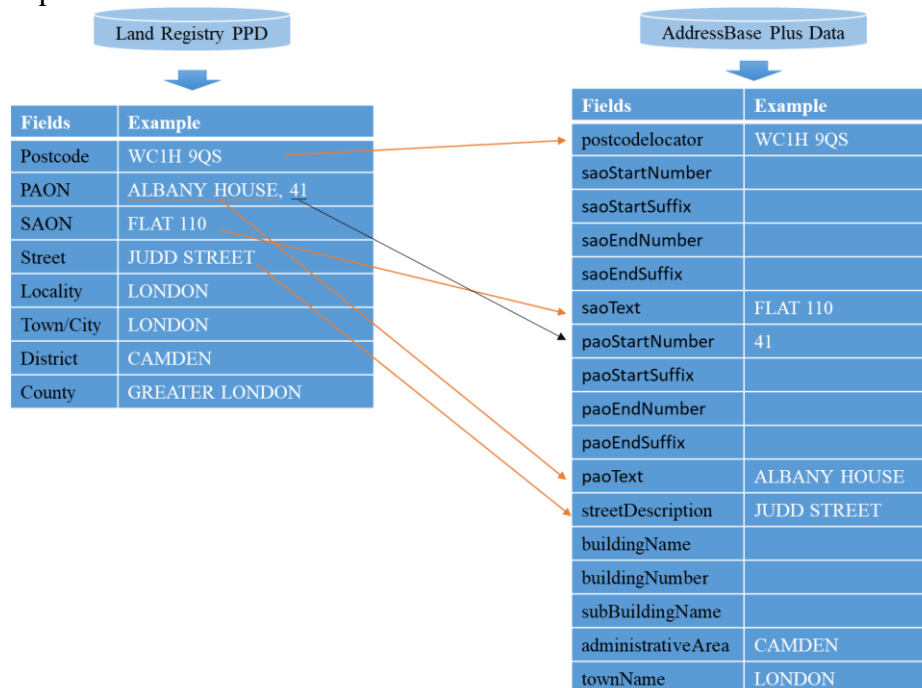 Land Registry PPD
Fields Example
Postcode WC1H 9QS
PAON ALBANY HOUSE, 41
SAON FLAT 110
Street JUDD STREET
Locality LONDON
Town/City LONDON
District CAMDEN
County GREATER LONDON
AddressBase Plus Data
Fields Example
postcodelocator WC1H 9QS
saoStartNumber
saoStartSuffix
saoEndNumber
saoEndSuffix
saoText FLAT 110
paoStartNumber 41
paoStartSuffix
paoEndNumber
paoEndSuffix
paoText ALBANY HOUSE
streetDescription JUDD STREET
buildingName
buildingNumber
subBuildingName
administrativeArea CAMDEN
townName LONDON